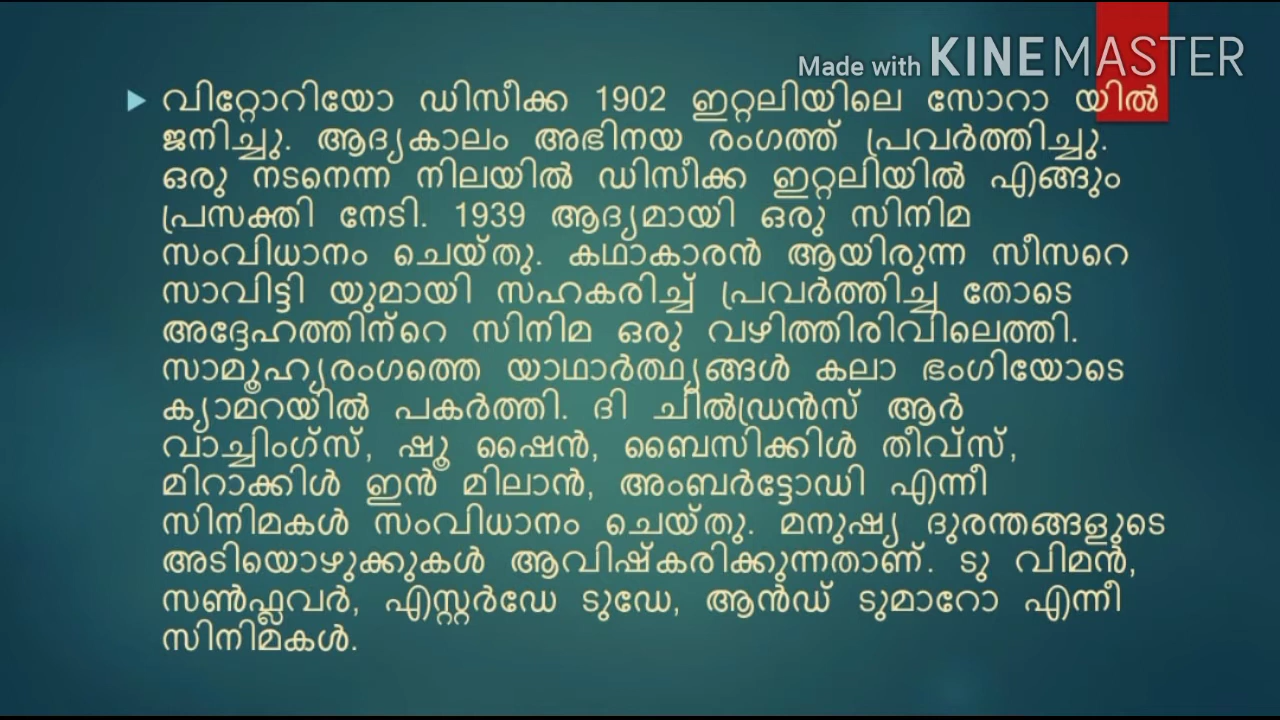 Made with KINEMASTER
വിറ്റോറിയോ ഡിസീക്ക 1902 ഇറ്റലിയിലെ സോറാ യിൽ
ജനിച്ചു. ആദ്യകാലം അഭിനയ രംഗത്ത് പ്രവർത്തിച്ചു.
ഒരു നടനെന്ന നിലയിൽ ഡിസീക്ക ഇറ്റലിയിൽ എങ്ങും
പ്രസക്തി നേടി. 1939 ആദ്യമായി ഒരു സിനിമ
സംവിധാനം ചെയ്തു. കഥാകാരൻ ആയിരുന്ന സീസറെ
സാവിട്ടി യുമായി സഹകരിച്ച് പ്രവർത്തിച്ച തോടെ
അദ്ദേഹത്തിന്റെ സിനിമ ഒരു വഴിത്തിരിവിലെത്തി.
സാമൂഹ്യരംഗത്തെ യാഥാർത്ഥ്യങ്ങൾ കലാ ഭംഗിയോടെ
ക്യാമറയിൽ പകർത്തി. ദി ചിൽഡ്രൻസ് ആർ
വാച്ചിംഗ്സ്, ഷൂ ഷൈൻ, ബൈസിക്കിൾ തീവ്സ്,
മിറാക്കിൾ ഇൻ മിലാൻ, അംബർട്ടോഡി എന്നീ
സിനിമകൾ സംവിധാനം ചെയ്തു. മനുഷ്യ ദുരന്തങ്ങളുടെ
അടിയൊഴുക്കുകൾ ആവിഷ്കരിക്കുന്നതാണ്. ടു വിമൻ,
സൺഫ്ലവർ, എസ്റ്റർഡേ ടുഡേ, ആൻഡ് ടുമാറോ എന്നീ
സിനിമകൾ.